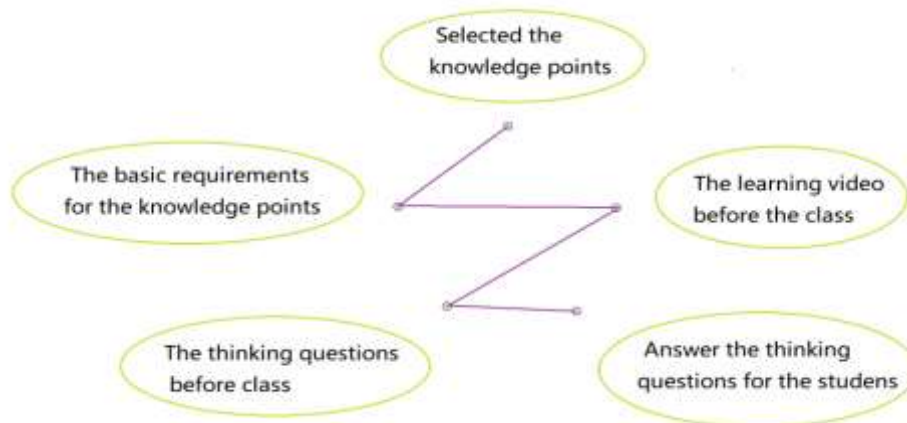 Selected the
knowledge points
The basic requirements
for the knowledge points
The learning video
before the class
The thinking questions
before class
Answer the thinking
questions for the studens